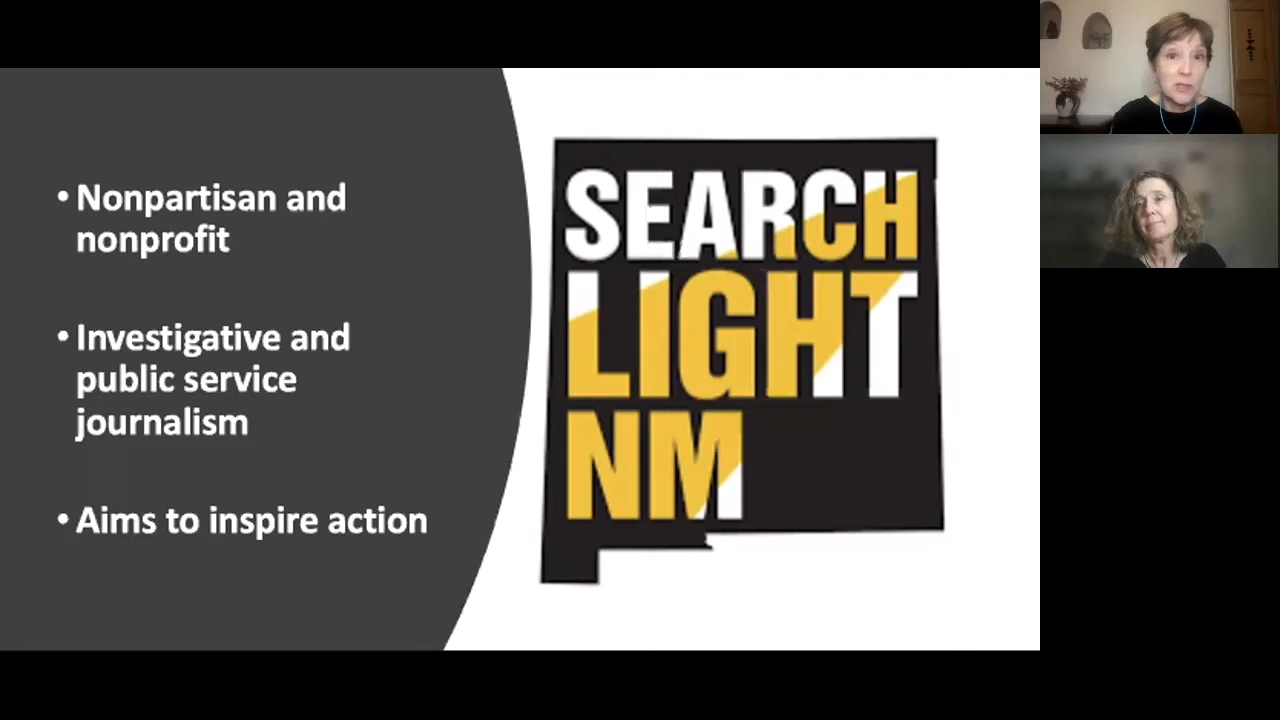 • Nonpartisan and
nonprofit
• Investigative and
public service
journalism
• Aims to inspire action
SEARCH
LIGHT
NM